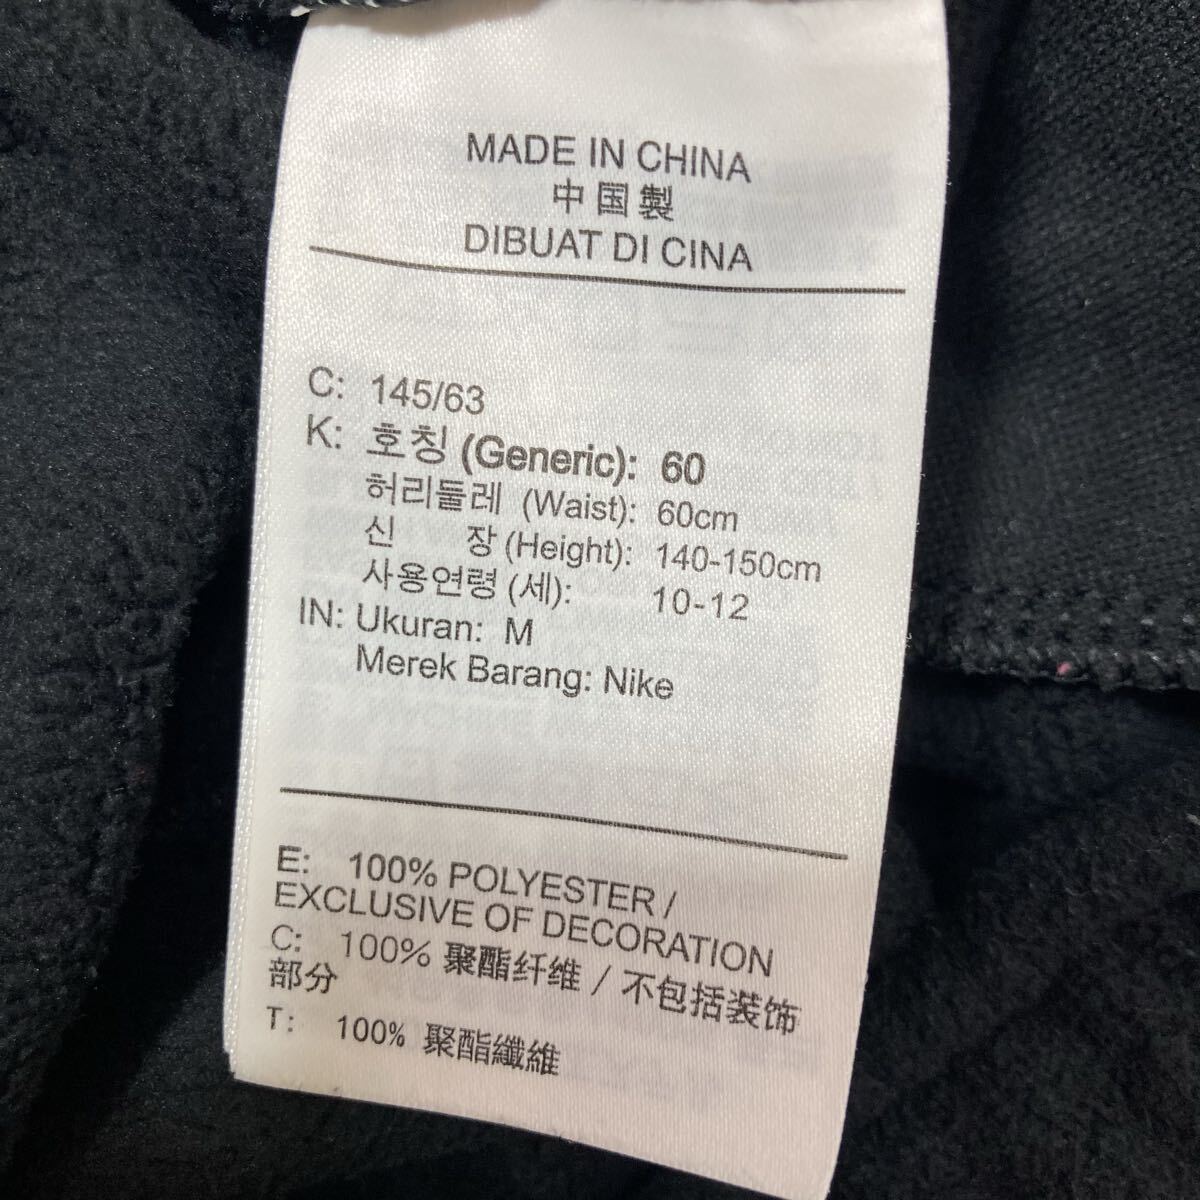 MADE IN CHINA
中国製
DIBUAT DI CINA
C: 145/63
K: 호칭 (Generic): 60
허리둘레 (Waist): 60cm
신 장 (Height): 140-150cm
사용연령 (세): 10-12
IN: Ukuran: M
Merek Barang: Nike
E: 100% POLYESTER /
EXCLUSIVE OF DECORATION
C: 100% 聚酯纤维 / 不包括装饰
部分
T: 100% 聚酯纖維